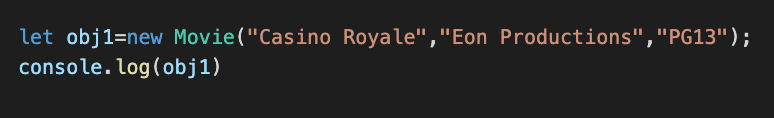 let obj1=new Movie("Casino Royale","Eon Productions","PG13");
console.log(obj1)